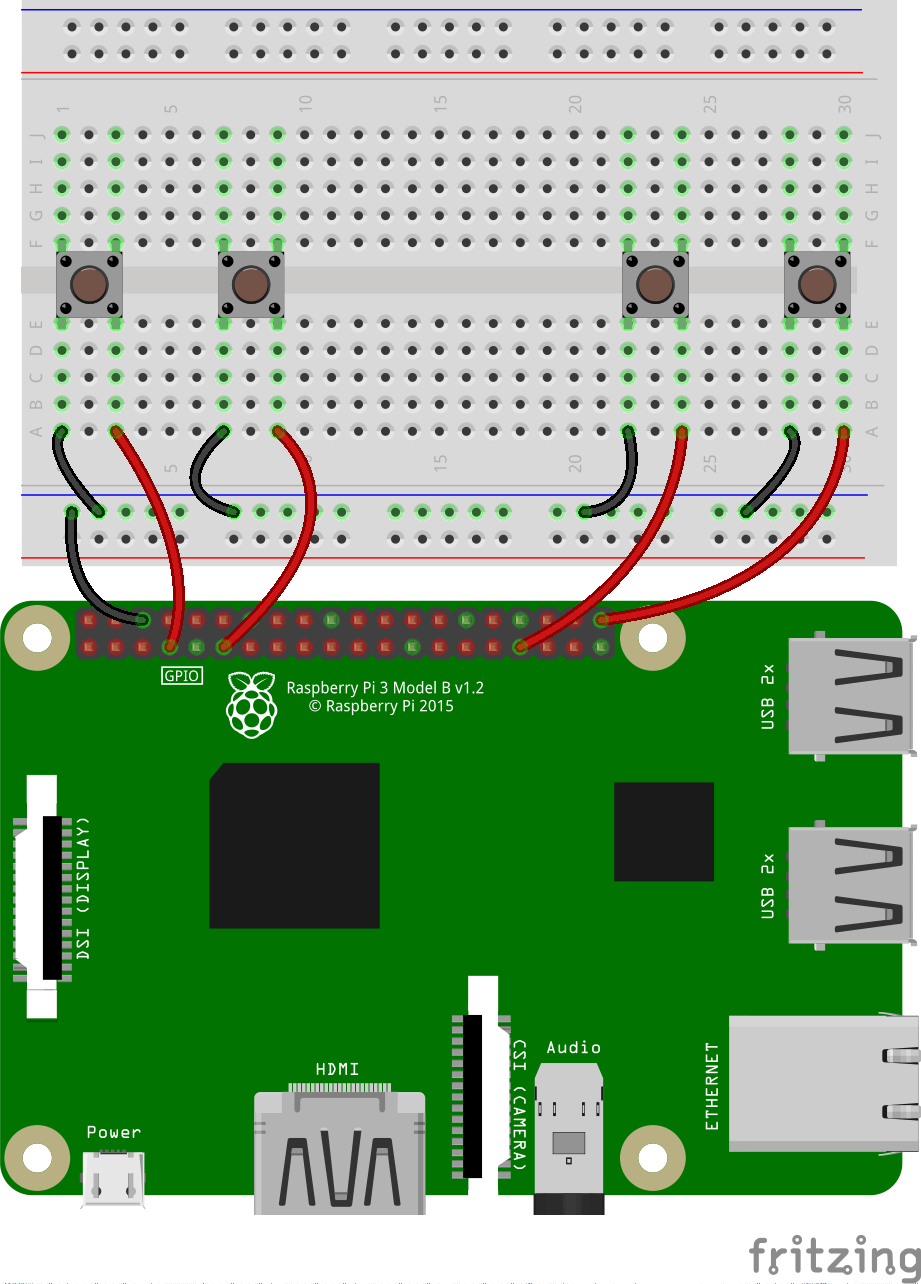 1 5 10 15 20 25 30
J J
I I
H H
G G
F F
E E
D D
C C
B B
A A
5 15 20 25
GPIO
Raspberry Pi 3 Model B v1.2
© Raspberry Pi 2015
USB 2x
DSI (DISPLAY)
USB 2x
CSI (CAMERA)
Audio
ETHERNET
HDMI
Power
fritzing